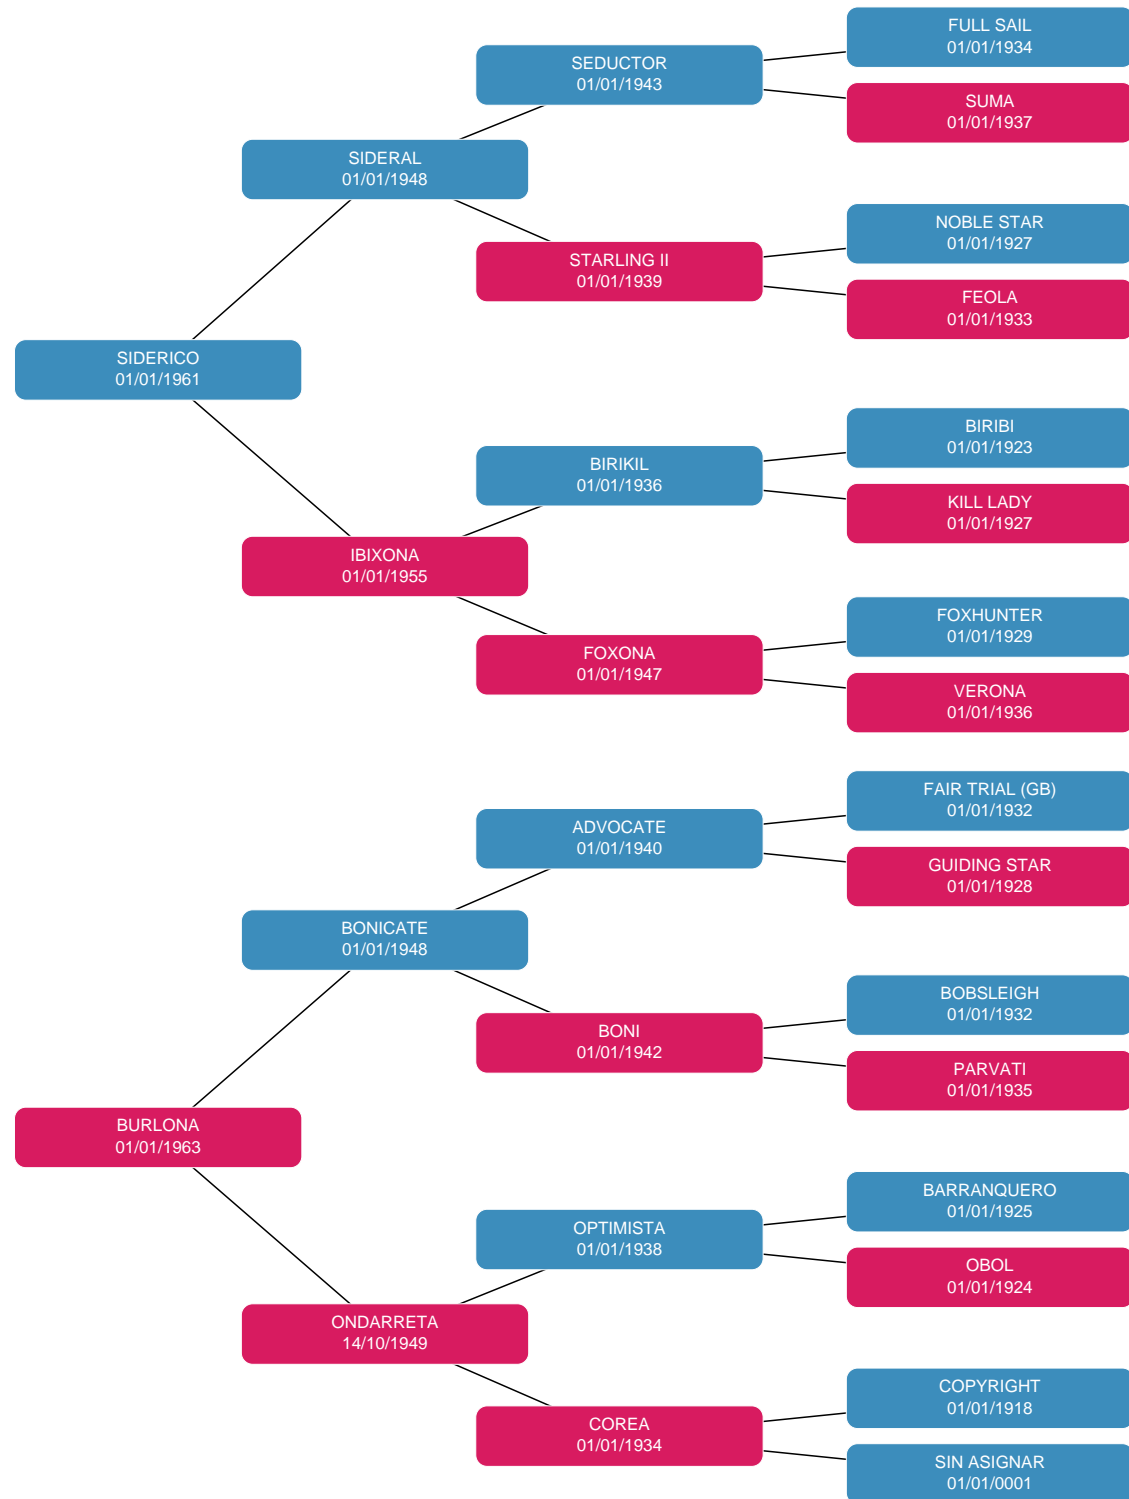 FULL SAIL
01/01/1934
SEDUCTOR
01/01/1943
SUMA
01/01/1937
SIDERAL
01/01/1948
NOBLE STAR
01/01/1927
STARLING II
01/01/1939
FEOLA
01/01/1933
SIDERICO
01/01/1961
BIRIBI
01/01/1923
BIRIKIL
01/01/1936
KILL LADY
01/01/1927
IBIXONA
01/01/1955
FOXHUNTER
01/01/1929
FOXONA
01/01/1947
VERONA
01/01/1936
FAIR TRIAL (GB)
01/01/1932
ADVOCATE
01/01/1940
GUIDING STAR
01/01/1928
BONICATE
01/01/1948
BOBSLEIGH
01/01/1932
BONI
01/01/1942
PARVATI
01/01/1935
BURLONA
01/01/1963
BARRANQUERO
01/01/1925
OPTIMISTA
01/01/1938
OBOL
01/01/1924
ONDARRETA
14/10/1949
COPYRIGHT
01/01/1918
COREA
01/01/1934
SIN ASIGNAR
01/01/0001